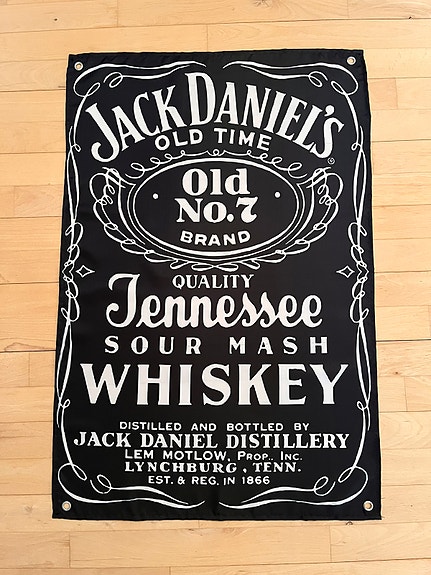 JACK DANIEL'S
OLD TIME
®
Old
No.7
BRAND
QUALITY
Tennessee
SOUR MASH
WHISKEY
DISTILLED AND BOTTLED BY
JACK DANIEL DISTILLERY
LEM MOTLOW, PROP., INC.
LYNCHBURG, TENN.
EST. & REG. IN 1866